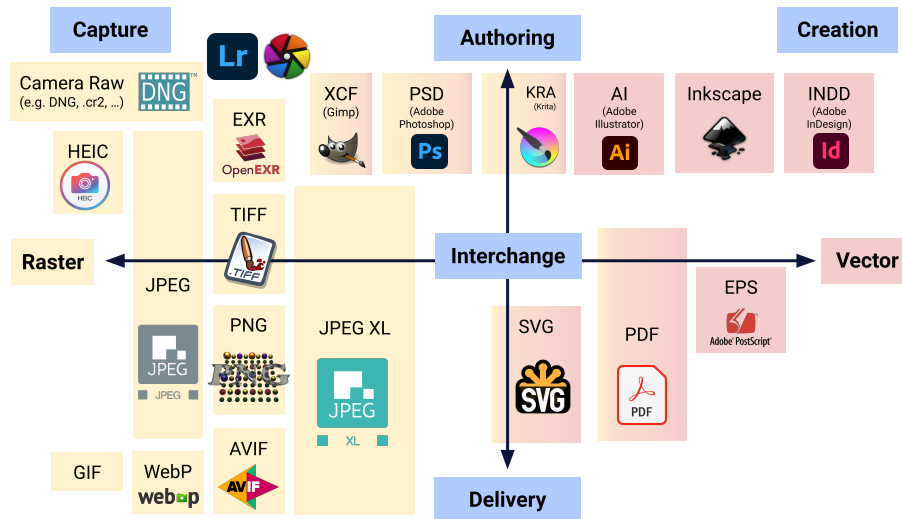 Capture
Authoring
Creation
Lr
Camera Raw
(e.g. DNG, .cr2, ...)
DNG™
XCF
(Gimp)
PSD
(Adobe
Photoshop)
Ps
KRA
(Krita)
AI
(Adobe
Illustrator)
Ai
Inkscape
INDD
(Adobe
InDesign)
Id
EXR
OpenEXR
HEIC
HEIC
TIFF
.TIFF
Raster
Interchange
Vector
JPEG
JPEG
JPEG
PNG
PNG
JPEG XL
JPEG
XL
SVG
SVG
PDF
PDF
EPS
Adobe® PostScript®
GIF
WebP
webp
AVIF
AVIF
Delivery